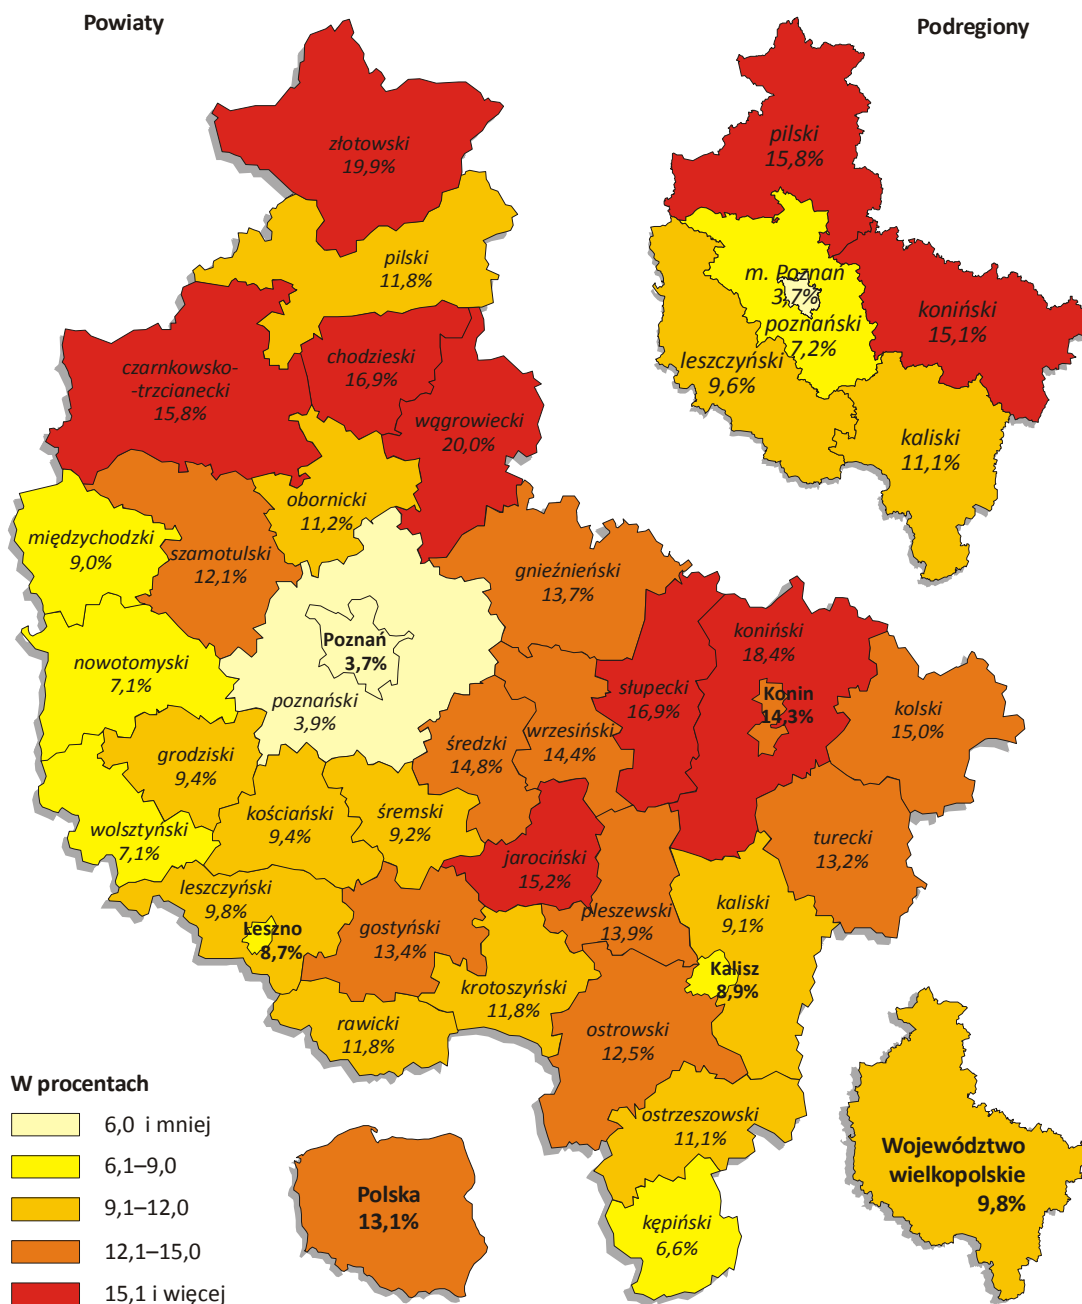 Powiaty
Podregiony
złotowski
19,9%
pilski
11,8%
czarnkowsko-
-trzcianecki
15,8%
chodzieski
16,9%
wągrowiecki
20,0%
obornicki
11,2%
międzychodzki
9,0%
szamotulski
12,1%
gnieźnieński
13,7%
Poznań
3,7%
poznański
3,9%
nowotomyski
7,1%
słupecki
16,9%
koniński
18,4%
Konin
14,3%
kolski
15,0%
średzki
14,8%
wrzesiński
14,4%
grodziski
9,4%
kościański
9,4%
śremski
9,2%
wolsztyński
7,1%
jarociński
15,2%
turecki
13,2%
leszczyński
9,8%
Leszno
8,7%
gostyński
13,4%
pleszewski
13,9%
kaliski
9,1%
Kalisz
8,9%
krotoszyński
11,8%
rawicki
11,8%
ostrowski
12,5%
ostrzeszowski
11,1%
kępiński
6,6%
pilski
15,8%
m. Poznań
3,7%
poznański
7,2%
koniński
15,1%
leszczyński
9,6%
kaliski
11,1%
W procentach
6,0 i mniej
6,1–9,0
9,1–12,0
12,1–15,0
15,1 i więcej
Polska
13,1%
Województwo
wielkopolskie
9,8%